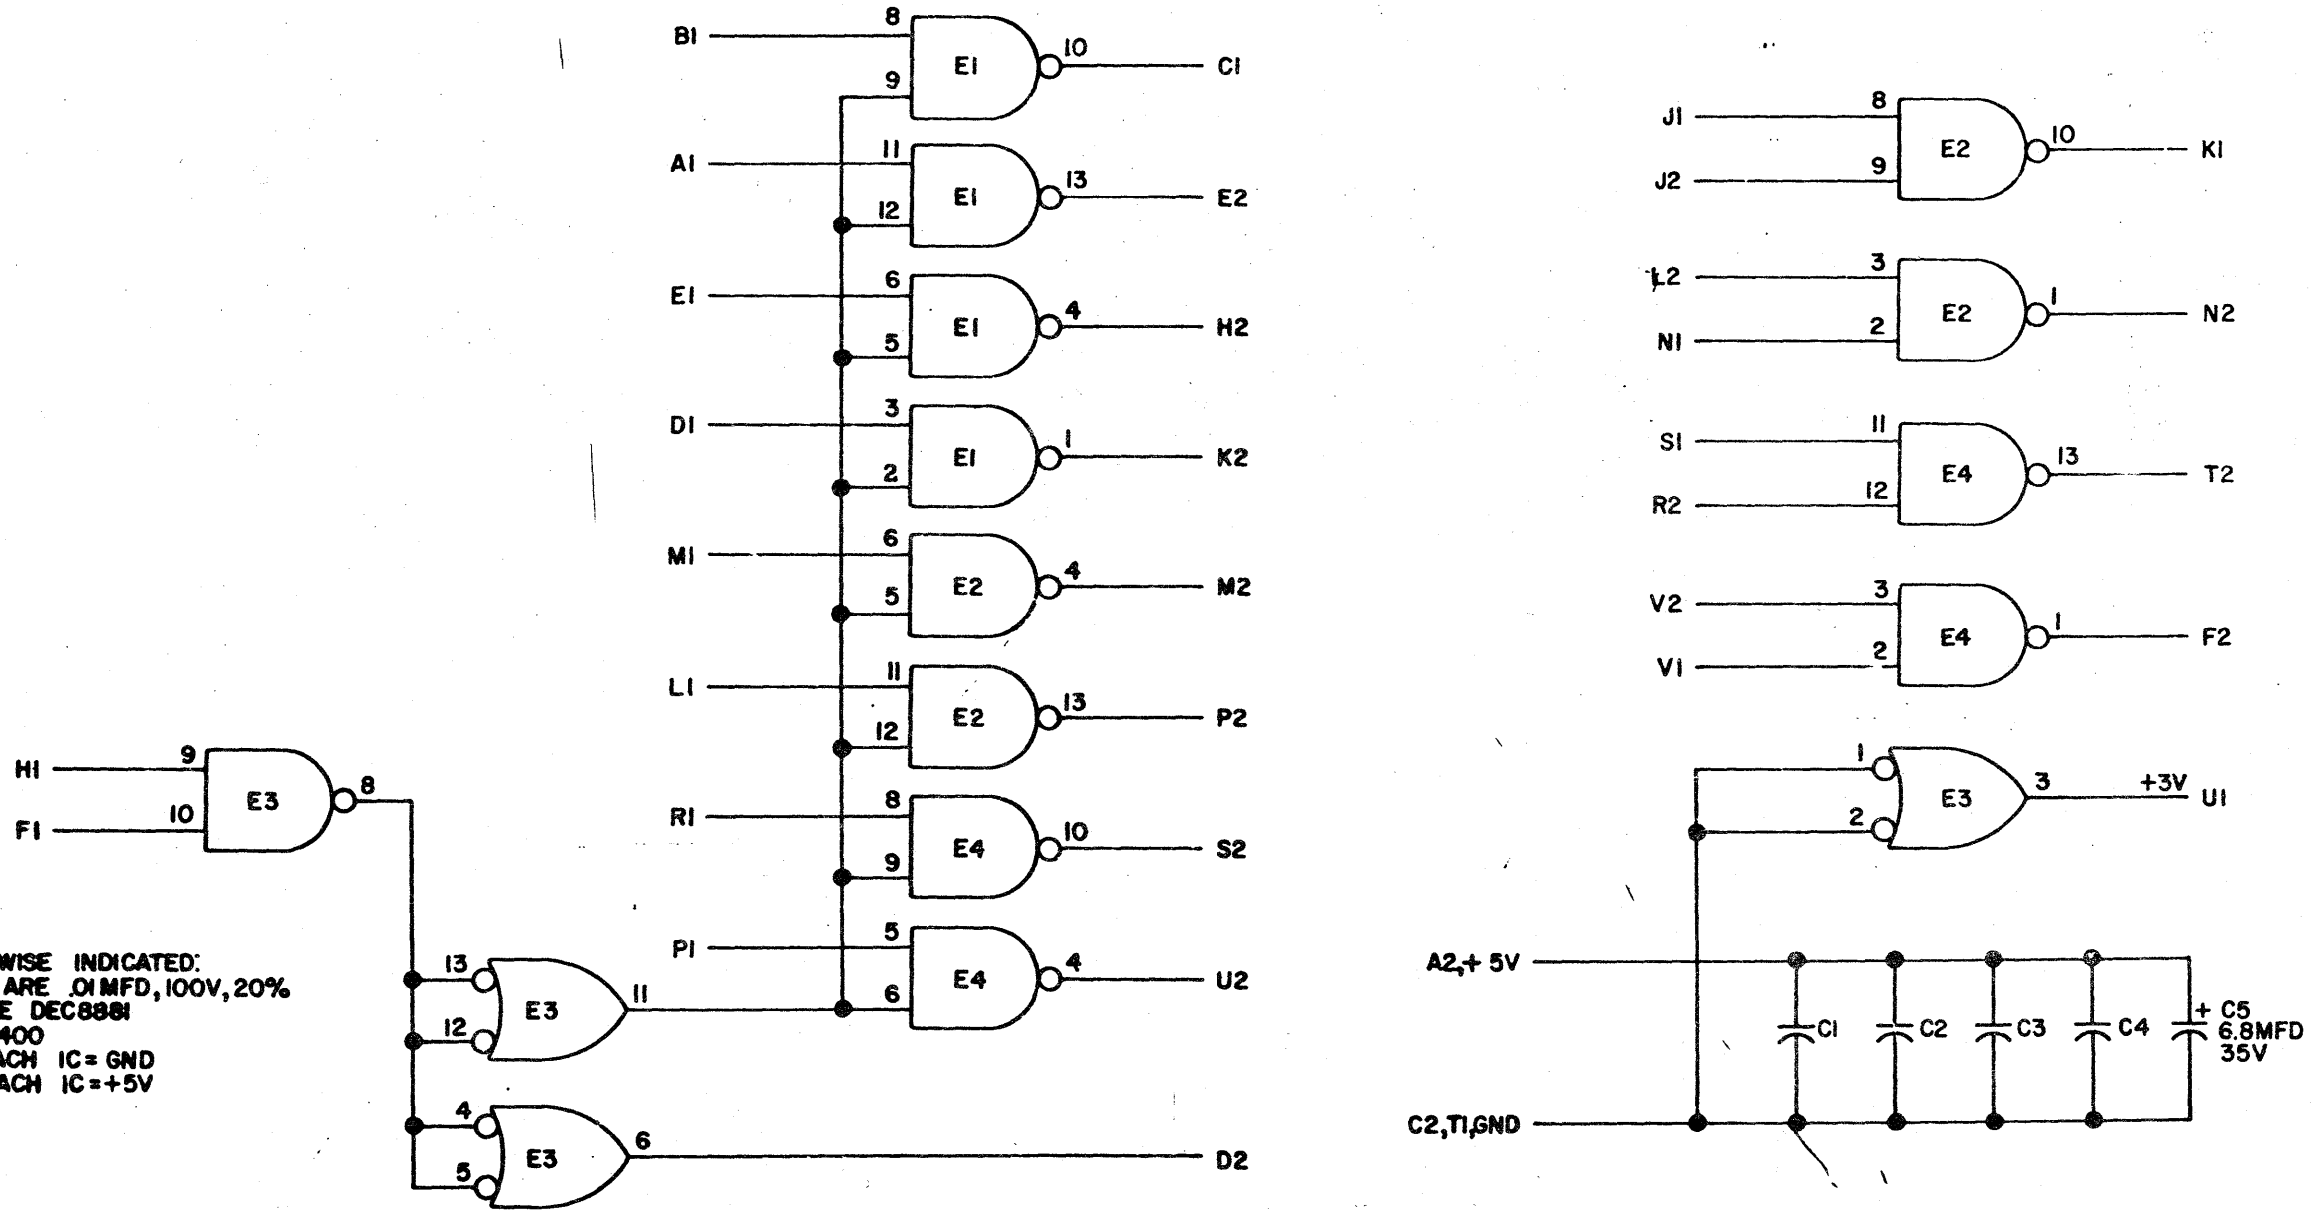 B1 8 9 E1 10 C1
A1 11 12 E1 13 E2
E1 6 5 E1 4 H2
D1 3 2 E1 1 K2
M1 6 5 E2 4 M2
L1 11 12 E2 13 P2
R1 8 9 E4 10 S2
P1 5 6 E4 4 U2
H1 9 F1 10 E3 8
13 12 E3 11
4 5 E3 6 D2
WISE INDICATED:
ARE .01MFD,100V,20%
E DEC8881
400
ACH IC= GND
ACH IC=+5V
J1 8 J2 9 E2 10 K1
L2 3 N1 2 E2 1 N2
S1 11 R2 12 E4 13 T2
V2 3 V1 2 E4 1 F2
1 2 E3 3 +3V U1
A2,+ 5V
C1 C2 C3 C4 + C5
6.8MFD
35V
C2,T1,GND